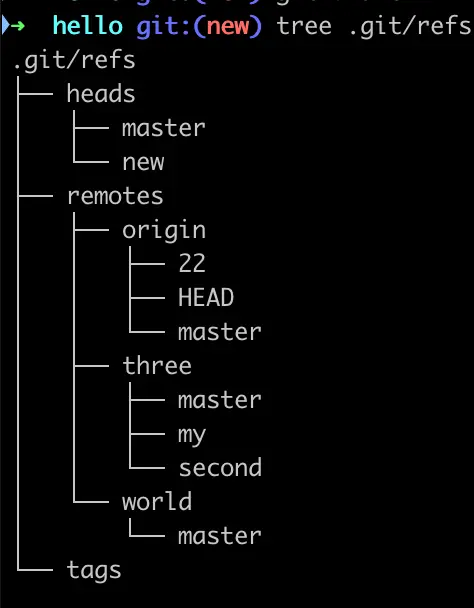 ➜ hello git:(new) tree .git/refs
.git/refs
├── heads
│   ├── master
│   └── new
├── remotes
│   ├── origin
│   │   ├── 22
│   │   ├── HEAD
│   │   └── master
│   ├── three
│   │   ├── master
│   │   ├── my
│   │   └── second
│   └── world
│       └── master
└── tags